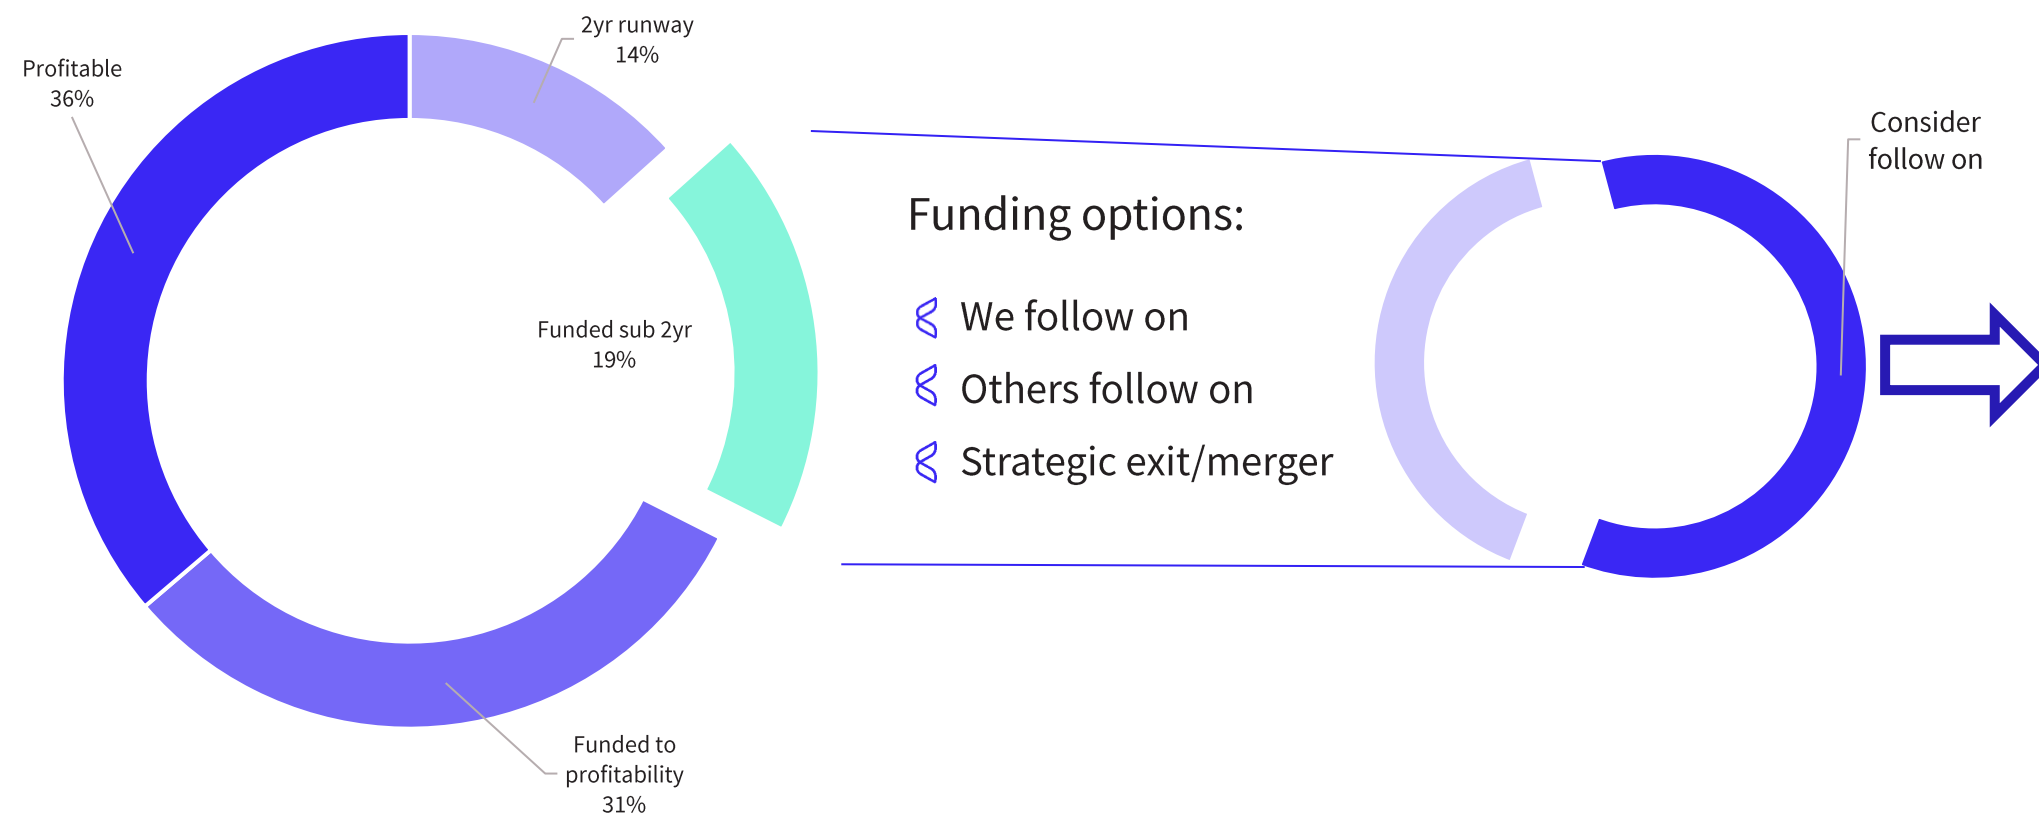 2yr runway
14%
Profitable
36%
Funded sub 2yr
19%
Funded to
profitability
31%
Funding options:
We follow on
Others follow on
Strategic exit/merger
Consider
follow on